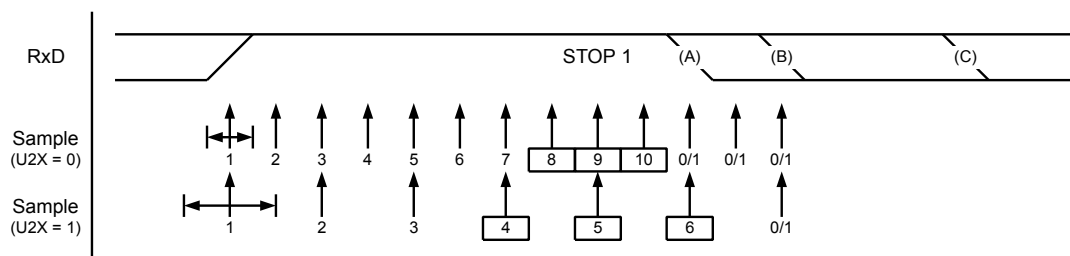 RxD STOP 1 (A) (B) (C)
Sample
(U2X = 0)
1 2 3 4 5 6 7 8 9 10 0/1 0/1 0/1
Sample
(U2X = 1)
1 2 3 4 5 6 0/1